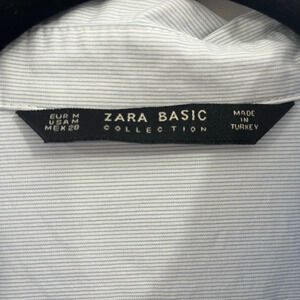 EUR M
USA M
MEX 28
ZARA BASIC
COLLECTION
MADE
IN
TURKEY